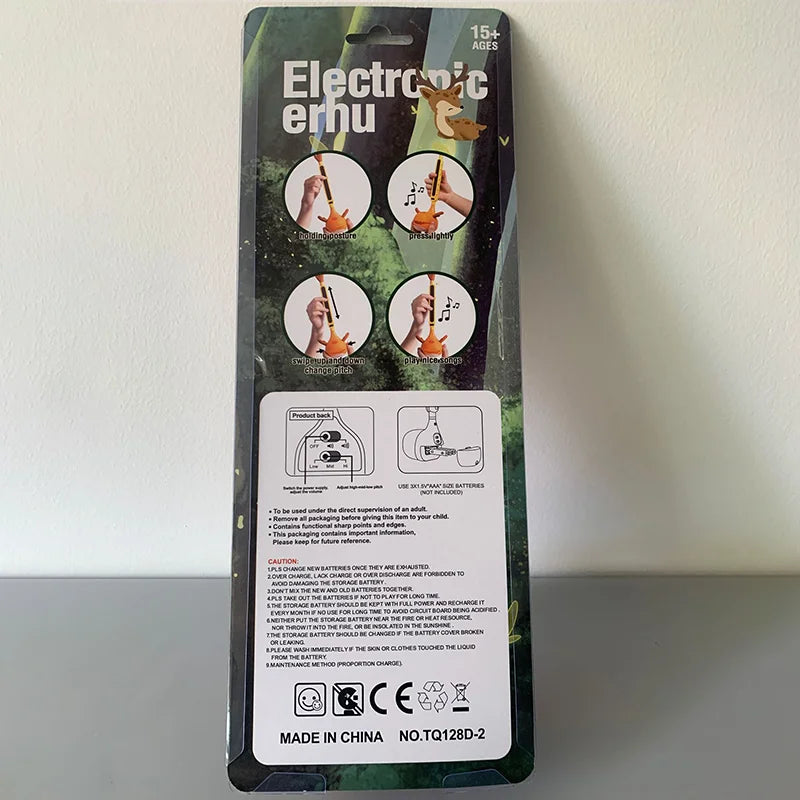 15+
AGES
Electronic
erhu
holding posture
press lightly
swipe up and down
change pitch
play nice songs
Product back
OFF
Low Mid Hi
Switch the power supply,
adjust the volume
Adjust high-mid-low pitch
USE 3X1.5V"AAA" SIZE BATTERIES
(NOT INCLUDED)
• To be used under the direct supervision of an adult.
• Remove all packaging before giving this item to your child.
• Contains functional sharp points and edges.
• This packaging contains important information,
Please keep for future reference.
CAUTION:
1.PLS CHANGE NEW BATTERIES ONCE THEY ARE EXHAUSTED.
2.OVER CHARGE, LACK CHARGE OR OVER DISCHARGE ARE FORBIDDEN TO
AVOID DAMAGING THE STORAGE BATTERY.
3.DON'T MIX THE NEW AND OLD BATTERIES TOGETHER.
4.PLS TAKE OUT THE BATTERIES IF NOT TO PLAY FOR LONG TIME.
5.THE STORAGE BATTERY SHOULD BE KEPT WITH FULL POWER AND RECHARGE IT
EVERY MONTH IF NO USE FOR LONG TIME TO AVOID CIRCUIT BOARD BEING ACIDIFIED.
6.NEITHER PUT THE STORAGE BATTERY NEAR THE FIRE OR HEAT RESOURCE,
NOR THROW IT INTO THE FIRE, OR BE INSOLATED IN THE SUNSHINE.
7.THE STORAGE BATTERY SHOULD BE CHANGED IF THE BATTERY COVER BROKEN
OR LEAKING.
8.PLEASE WASH IMMEDIATELY IF THE SKIN OR CLOTHES TOUCHED THE LIQUID
FROM THE BATTERY.
9.MAINTENANCE METHOD (PROPORTION CHARGE).
CE
MADE IN CHINA NO.TQ128D-2